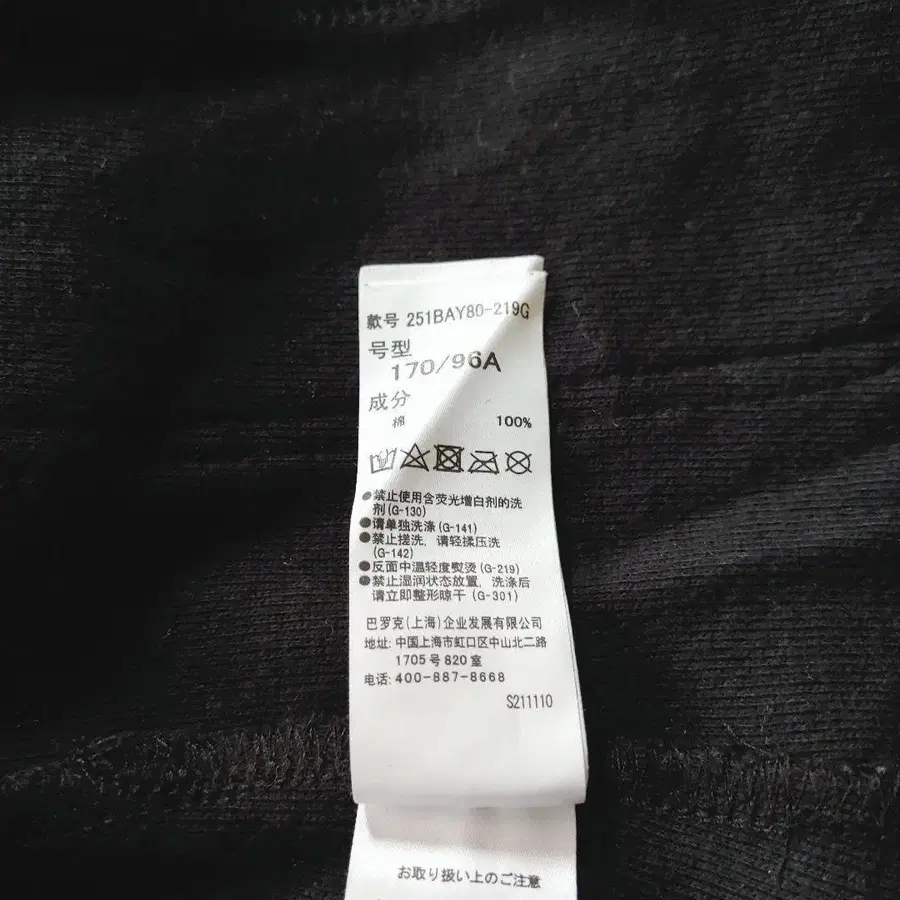 款号 251BAY80-219G
号型
170/96A
成分
棉 100%
●禁止使用含荧光增白剂的洗
剂(G-130)
●请单独洗涤(G-141)
●禁止搓洗, 请轻揉压洗
(G-142)
●反面中温轻度熨烫(G-219)
●禁止湿润状态放置, 洗涤后
请立即整形晾干(G-301)
巴罗克(上海)企业发展有限公司
地址: 中国上海市虹口区中山北二路
1705号820室
电话: 400-887-8668
S211110
お取り扱い上のご注意